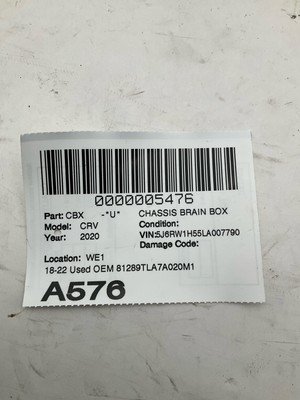 0000005476
Part: CBX -*U* CHASSIS BRAIN BOX
Model: CRV Condition:
Year: 2020 VIN:5J6RW1H55LA007790
Damage Code:
Location: WE1
18-22 Used OEM 81289TLA7A020M1
A576